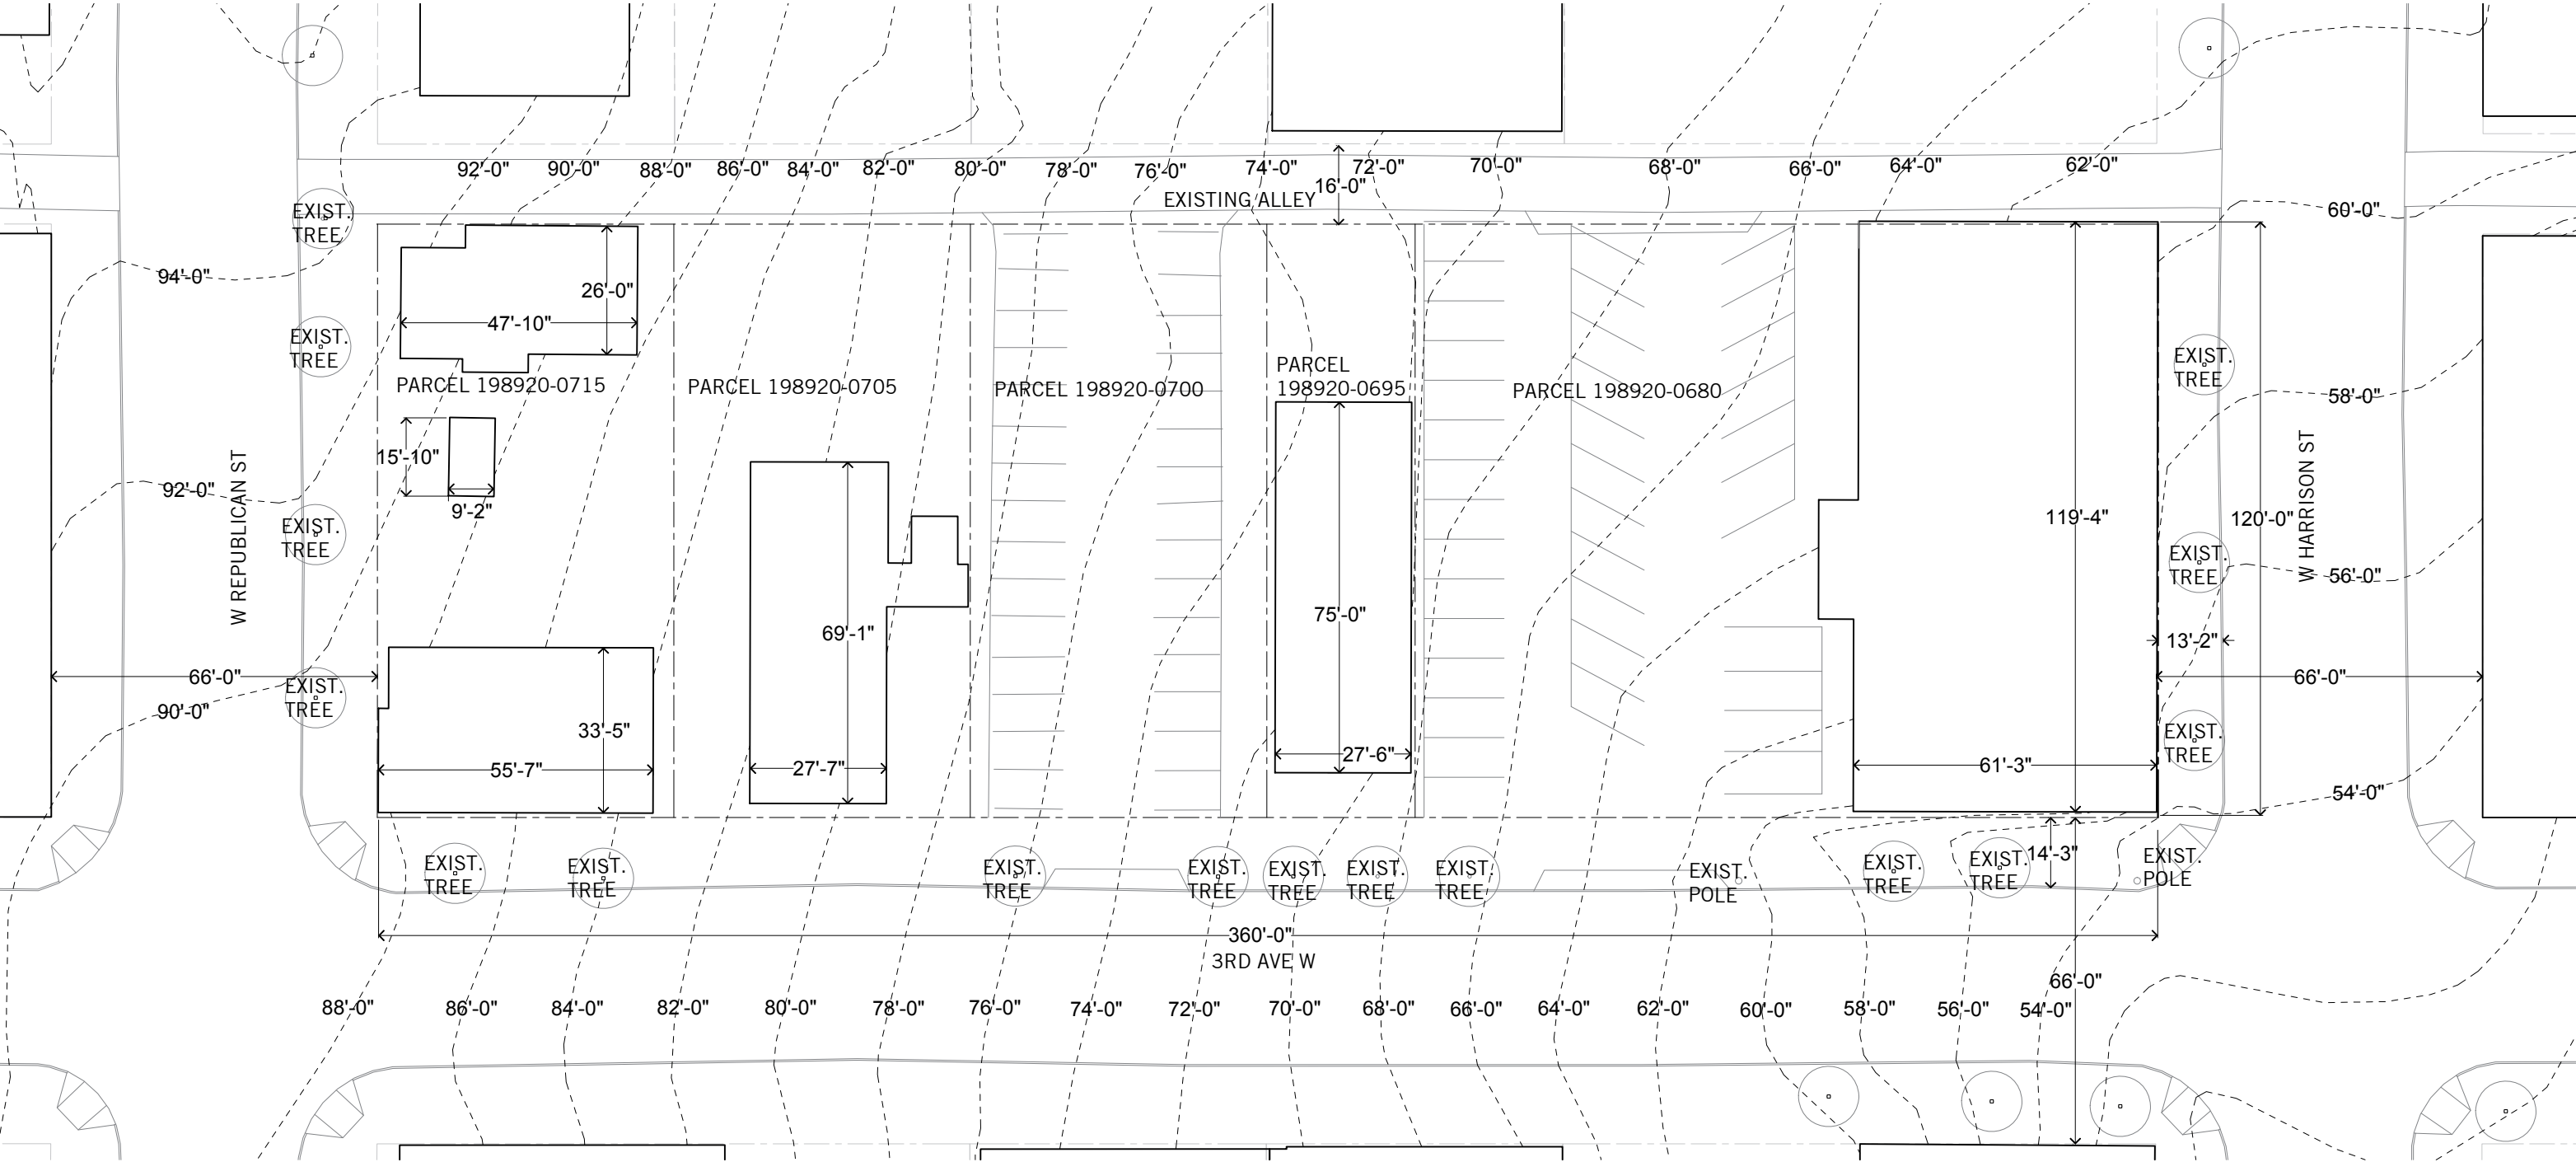 92'-0"
90'-0"
88'-0"
86'-0"
84'-0"
82'-0"
80'-0"
78'-0"
76'-0"
74'-0"
72'-0"
70'-0"
68'-0"
66'-0"
64'-0"
62'-0"
16'-0"
EXISTING ALLEY
EXIST.
TREE
60'-0"
94'-0"
26'-0"
47'-10"
EXIST.
TREE
PARCEL 198920-0715
PARCEL 198920-0705
PARCEL 198920-0700
PARCEL
198920-0695
PARCEL 198920-0680
EXIST.
TREE
58'-0"
15'-10"
9'-2"
92'-0"
W REPUBLICAN ST
EXIST.
TREE
119'-4"
120'-0"
W HARRISON ST
EXIST.
TREE
56'-0"
69'-1"
75'-0"
13'-2"
66'-0"
EXIST.
TREE
90'-0"
66'-0"
33'-5"
55'-7"
27'-7"
27'-6"
61'-3"
EXIST.
TREE
54'-0"
EXIST.
TREE
EXIST.
TREE
EXIST.
TREE
EXIST.
TREE
EXIST.
TREE
EXIST.
TREE
EXIST.
TREE
EXIST.
POLE
EXIST.
TREE
EXIST.
TREE
14'-3"
EXIST.
POLE
360'-0"
3RD AVE W
66'-0"
88'-0"
86'-0"
84'-0"
82'-0"
80'-0"
78'-0"
76'-0"
74'-0"
72'-0"
70'-0"
68'-0"
66'-0"
64'-0"
62'-0"
60'-0"
58'-0"
56'-0"
54'-0"